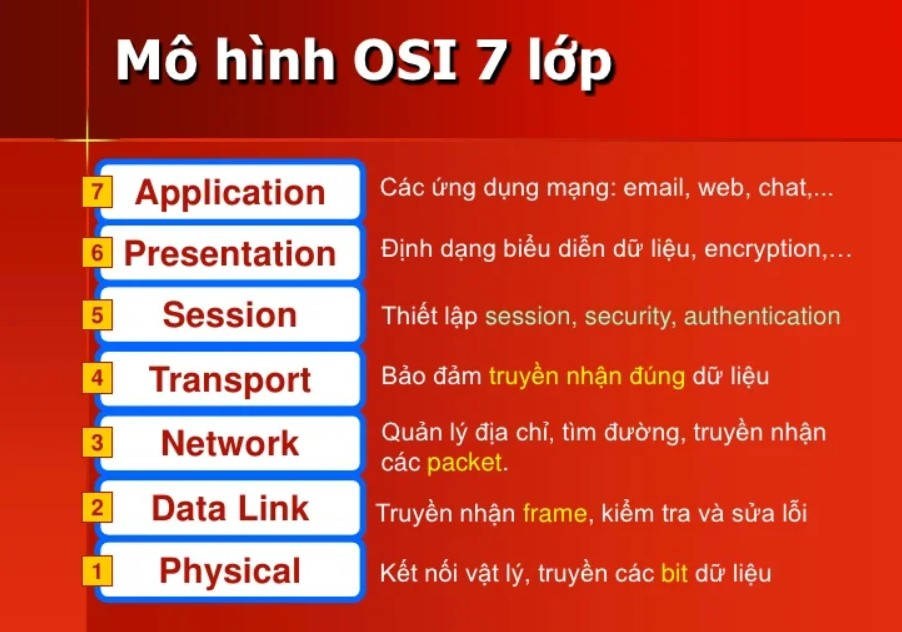 Mô hình OSI 7 lớp
7 Application Các ứng dụng mạng: email, web, chat,...
6 Presentation Định dạng biểu diễn dữ liệu, encryption,...
5 Session Thiết lập session, security, authentication
4 Transport Bảo đảm truyền nhận đúng dữ liệu
3 Network Quản lý địa chỉ, tìm đường, truyền nhận
các packet.
2 Data Link Truyền nhận frame, kiểm tra và sửa lỗi
1 Physical Kết nối vật lý, truyền các bit dữ liệu